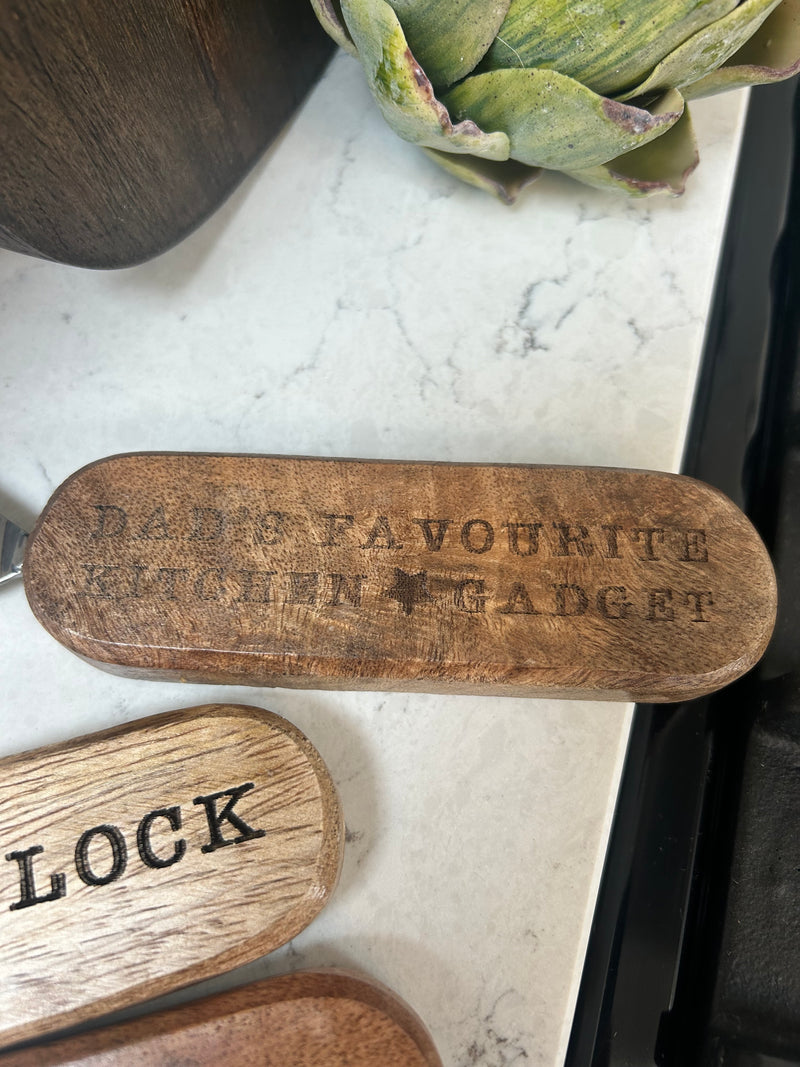 DAD'S FAVOURITE
KITCHEN ★ GADGET
LOCK